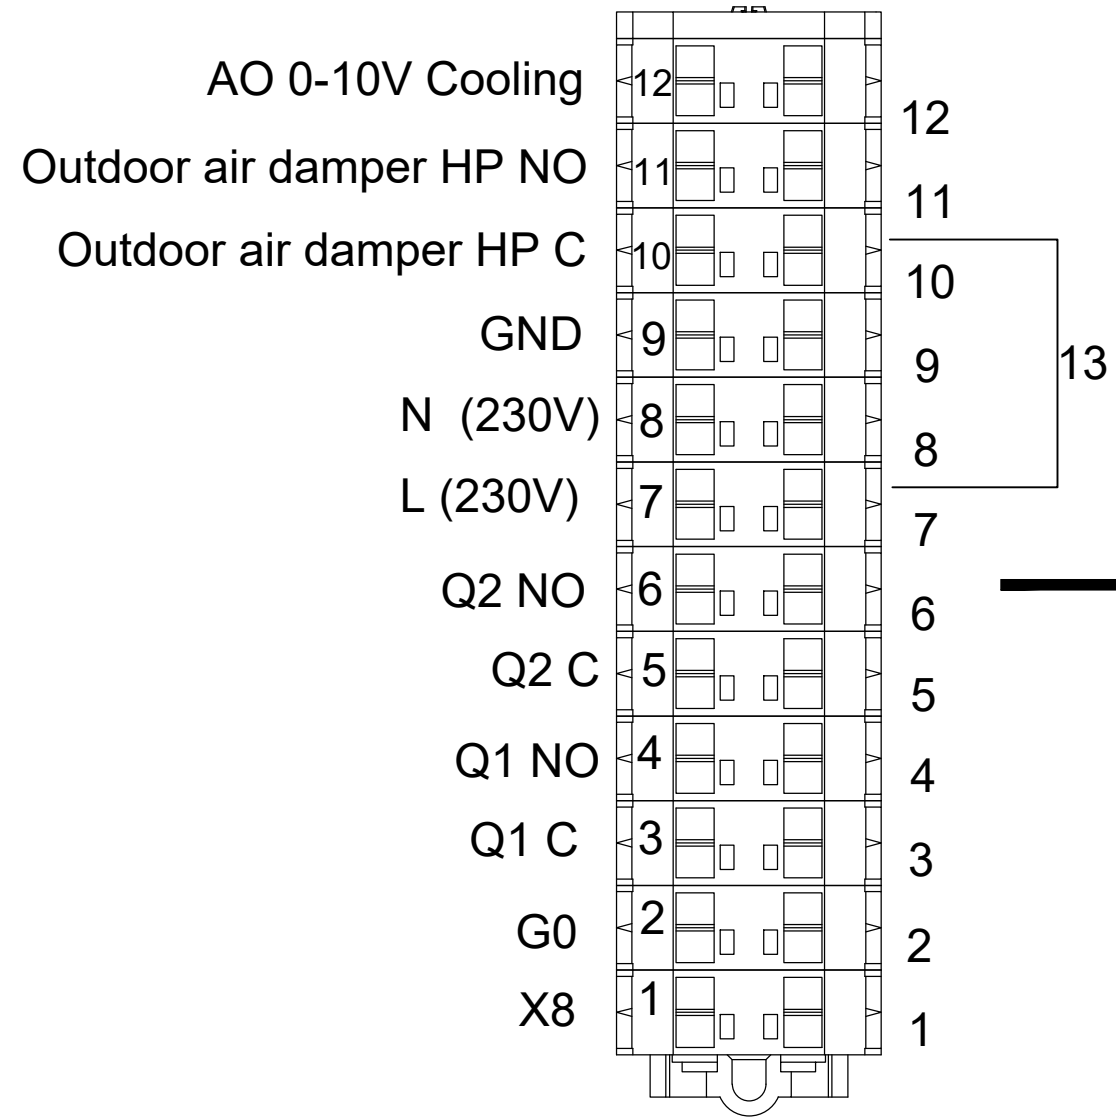 AO 0-10V Cooling 12 12
Outdoor air damper HP NO 11 11
Outdoor air damper HP C 10 10
GND 9 9 13
N (230V) 8 8
L (230V) 7 7
Q2 NO 6 6
Q2 C 5 5
Q1 NO 4 4
Q1 C 3 3
G0 2 2
X8 1 1